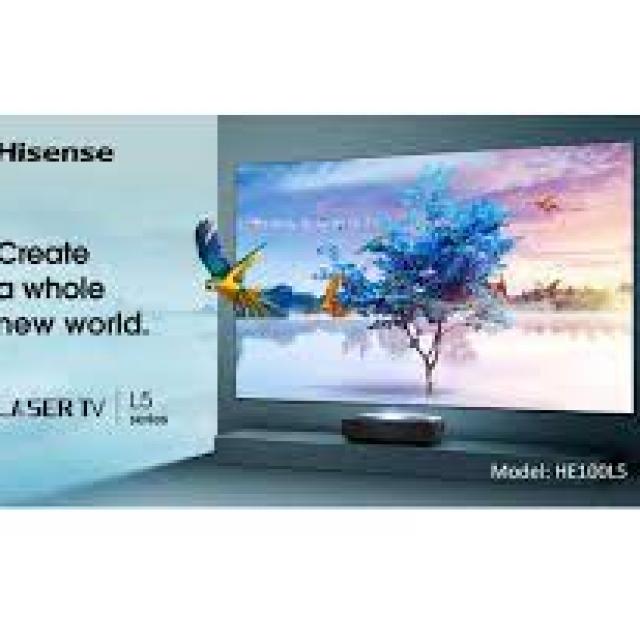 Hisense
Create
a whole
new world.
LASER TV | L5
series
Model: HE100L5